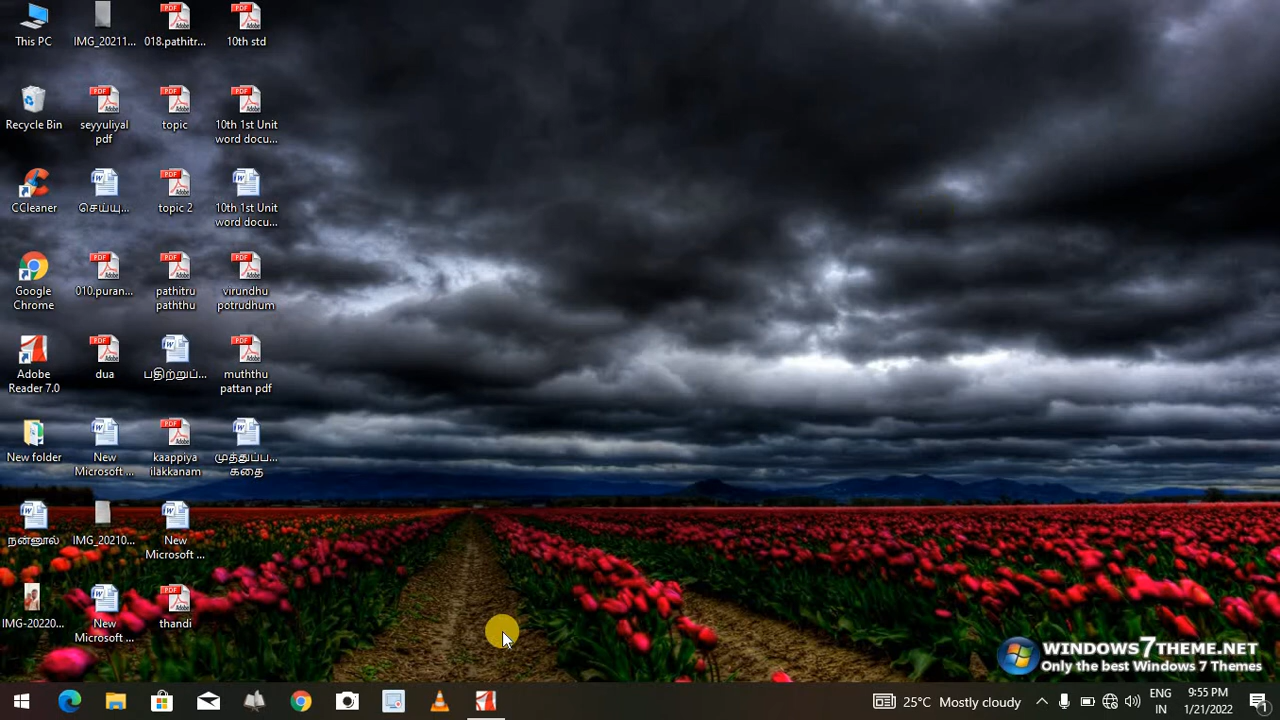 This PC
IMG_20211...
018.pathitr...
10th std
Recycle Bin
seyyuliyal
pdf
topic
10th 1st Unit
word docu...
CCleaner
செய்யு...
topic 2
10th 1st Unit
word docu...
Google
Chrome
010.puran...
pathitru
paththu
virundhu
potrudhum
Adobe
Reader 7.0
dua
பதிற்றுப்...
muththu
pattan pdf
New folder
New
Microsoft ...
kaappiya
ilakkanam
முத்துப்ப...
கதை
நன்னூல்
IMG_20210...
New
Microsoft ...
IMG-20220...
New
Microsoft ...
thandi
WINDOWS7THEME.NET
Only the best Windows 7 Themes
25°C Mostly cloudy
ENG
IN
9:55 PM
1/21/2022
1